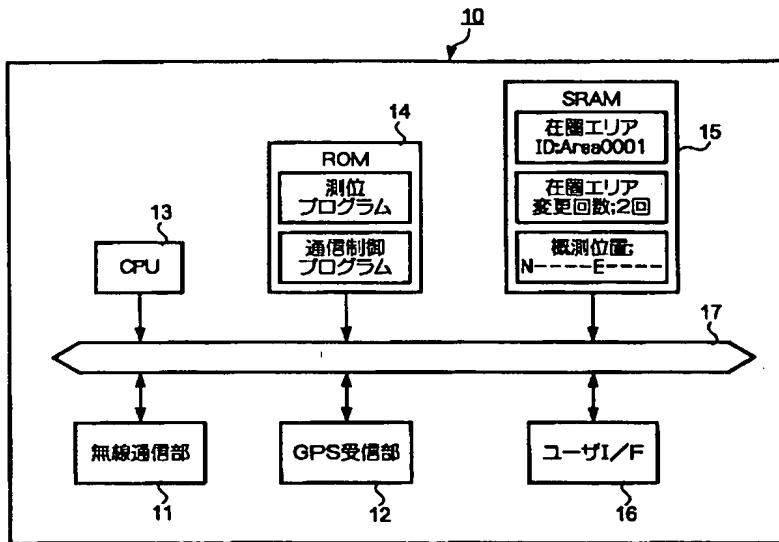 10
14
ROM
測位
プログラム
通信制御
プログラム
SRAM
在圏エリア
ID:Area0001
在圏エリア
変更回数;2回
概測位置;
N-----E-----
15
13
CPU
17
無線通信部
11
GPS受信部
12
ユーザI/F
16